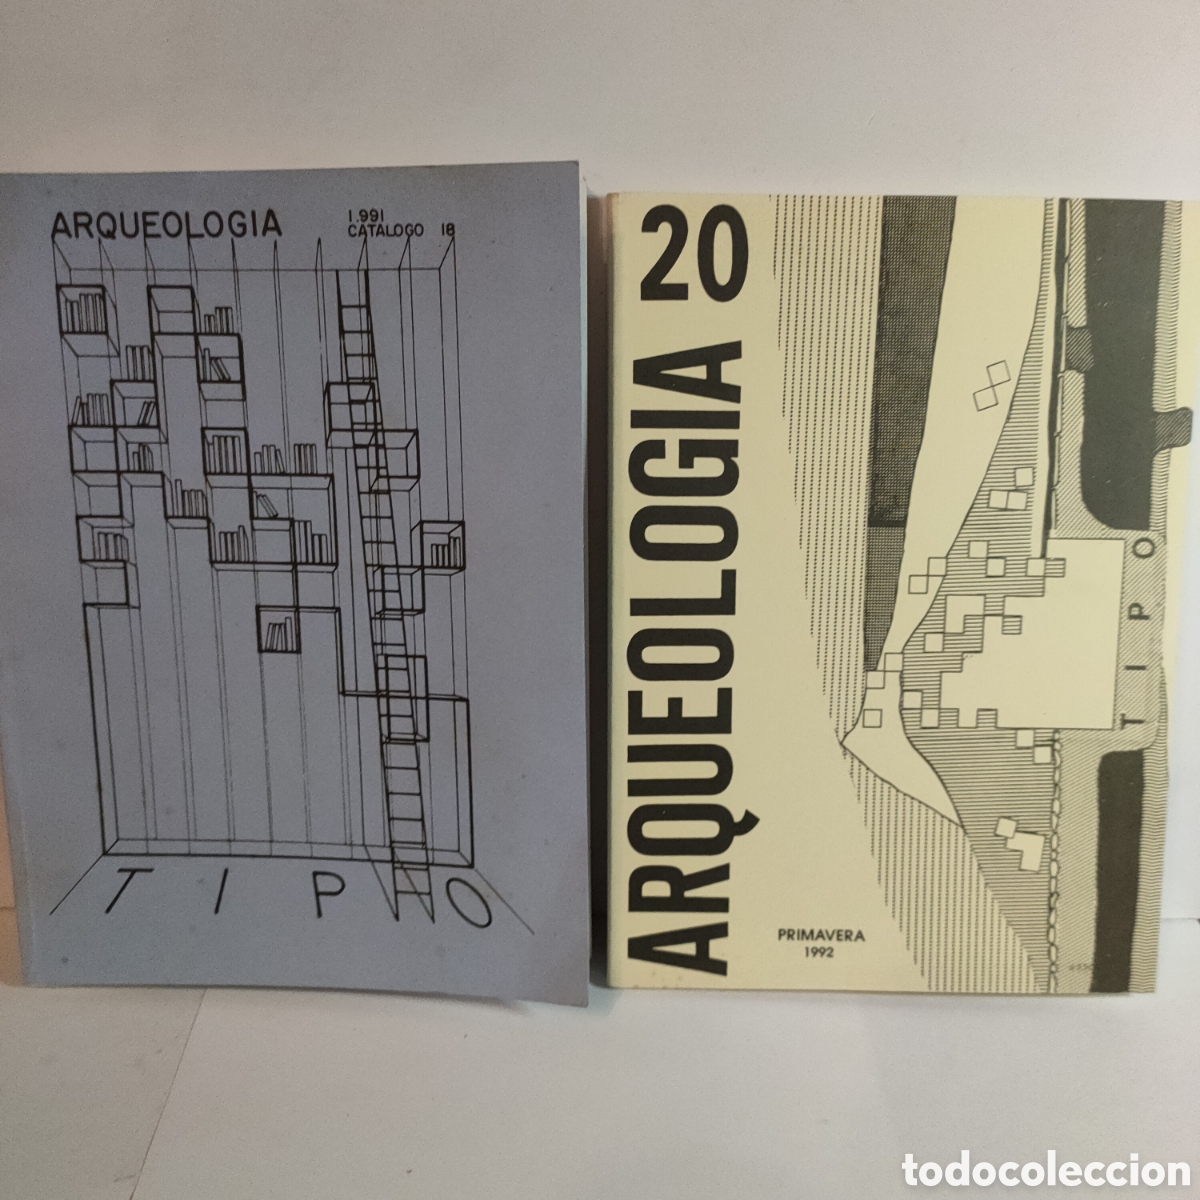 ARQUEOLOGIA
1.991
CATALOGO 18
TIPO
20
ARQUEOLOGIA
TIPO
PRIMAVERA
1992
todocoleccion